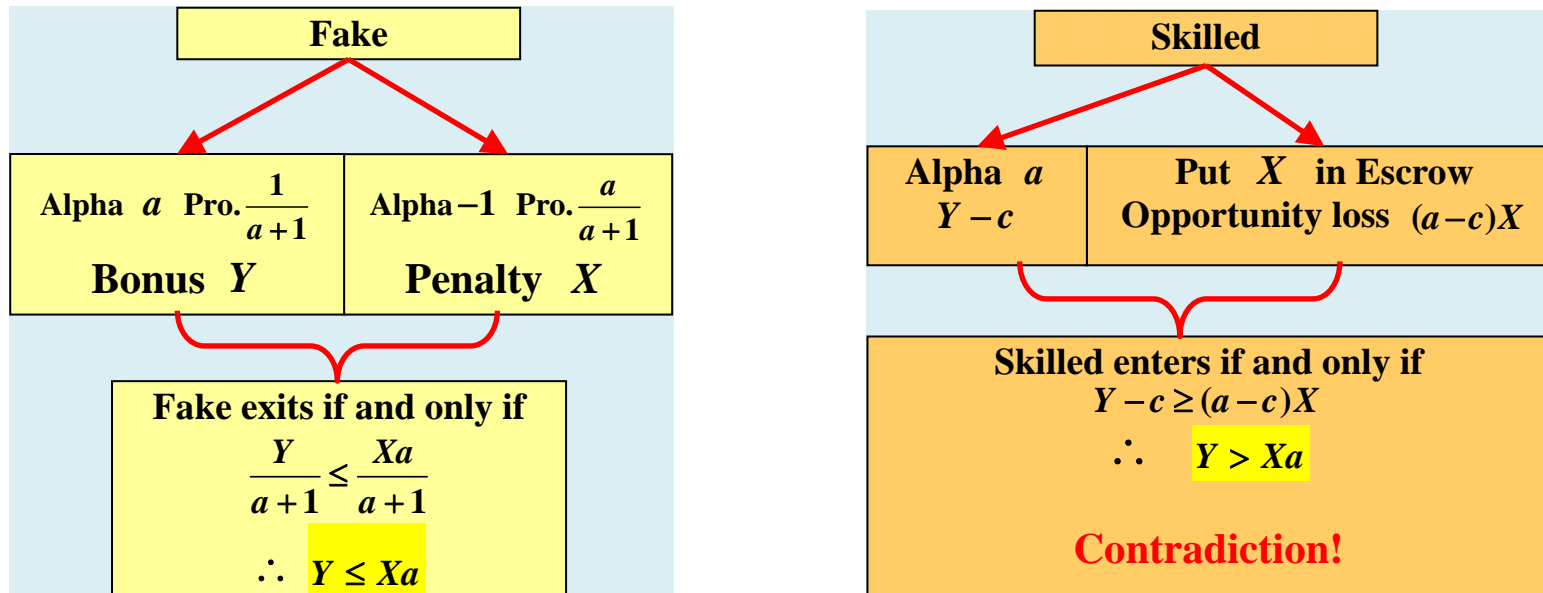 Fake
Alpha a Pro. 1/(a+1)
Bonus Y
Alpha −1 Pro. a/(a+1)
Penalty X
Fake exits if and only if
Y/(a+1) ≤ Xa/(a+1)
∴ Y ≤ Xa
Skilled
Alpha a
Y − c
Put X in Escrow
Opportunity loss (a − c)X
Skilled enters if and only if
Y − c ≥ (a − c)X
∴ Y > Xa
Contradiction!